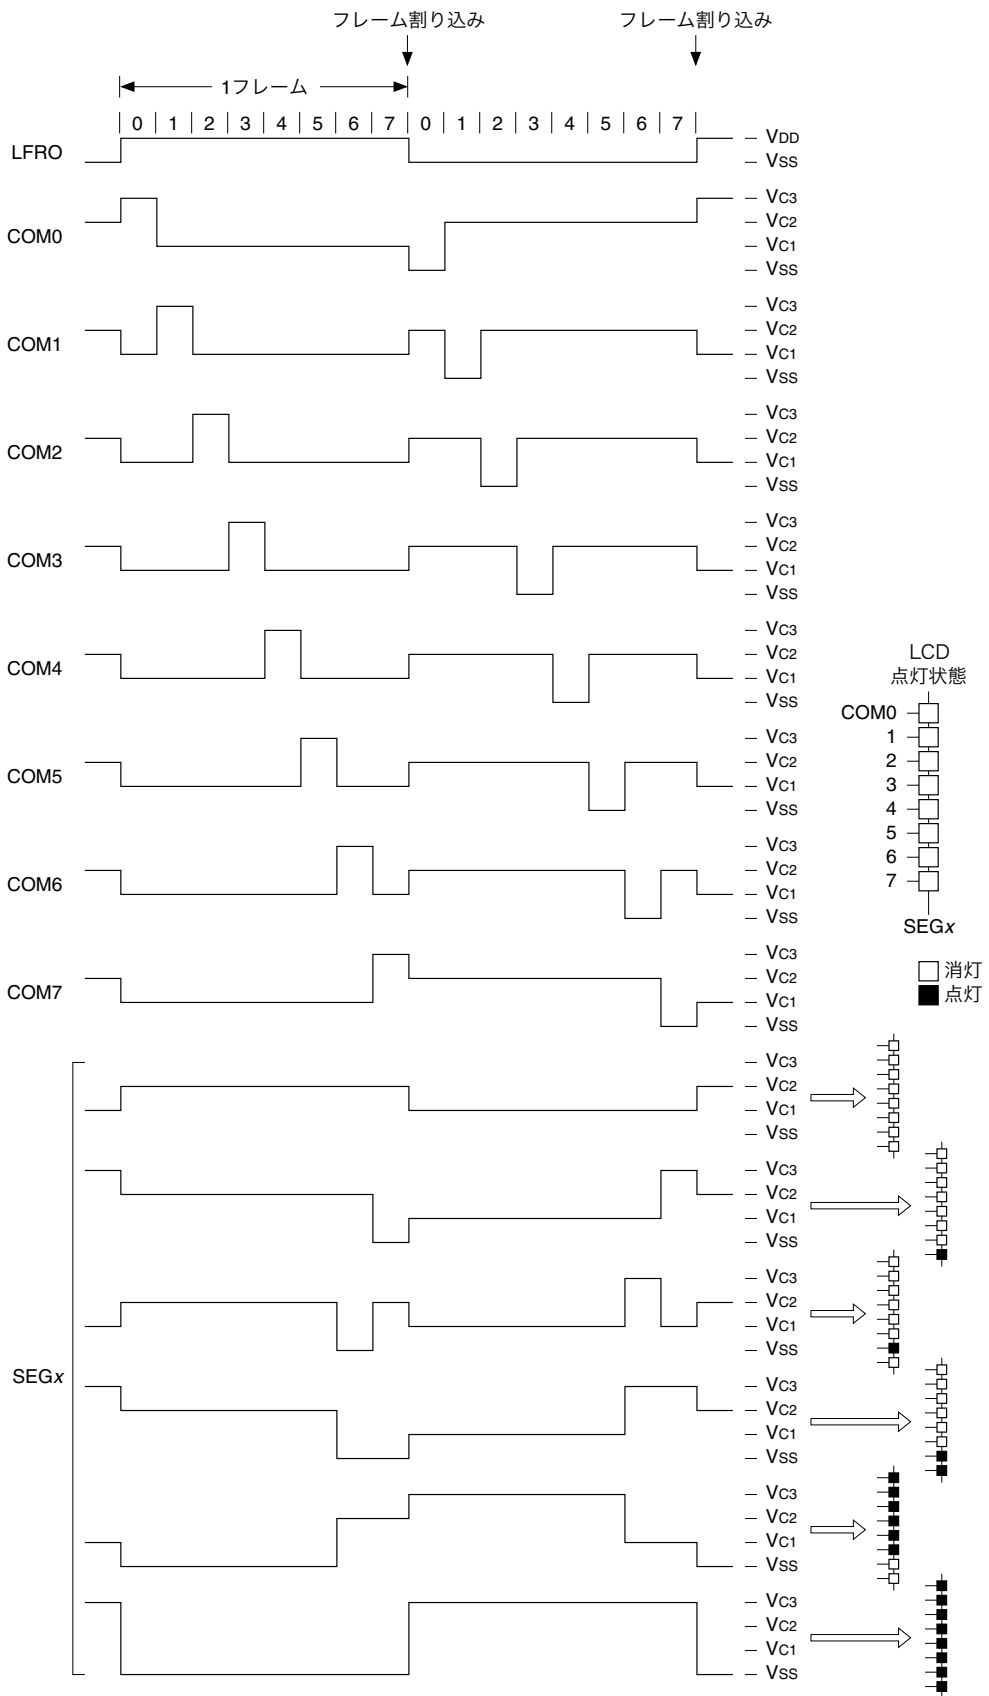 フレーム割り込み フレーム割り込み
1フレーム
0 1 2 3 4 5 6 7 0 1 2 3 4 5 6 7
LFRO
VDD
VSS
COM0
VC3
VC2
VC1
VSS
COM1
VC3
VC2
VC1
VSS
COM2
VC3
VC2
VC1
VSS
COM3
VC3
VC2
VC1
VSS
COM4
VC3
VC2
VC1
VSS
COM5
VC3
VC2
VC1
VSS
COM6
VC3
VC2
VC1
VSS
COM7
VC3
VC2
VC1
VSS
LCD
点灯状態
COM0
1
2
3
4
5
6
7
SEGx
消灯
点灯
SEGx
VC3
VC2
VC1
VSS
VC3
VC2
VC1
VSS
VC3
VC2
VC1
VSS
VC3
VC2
VC1
VSS
VC3
VC2
VC1
VSS
VC3
VC2
VC1
VSS